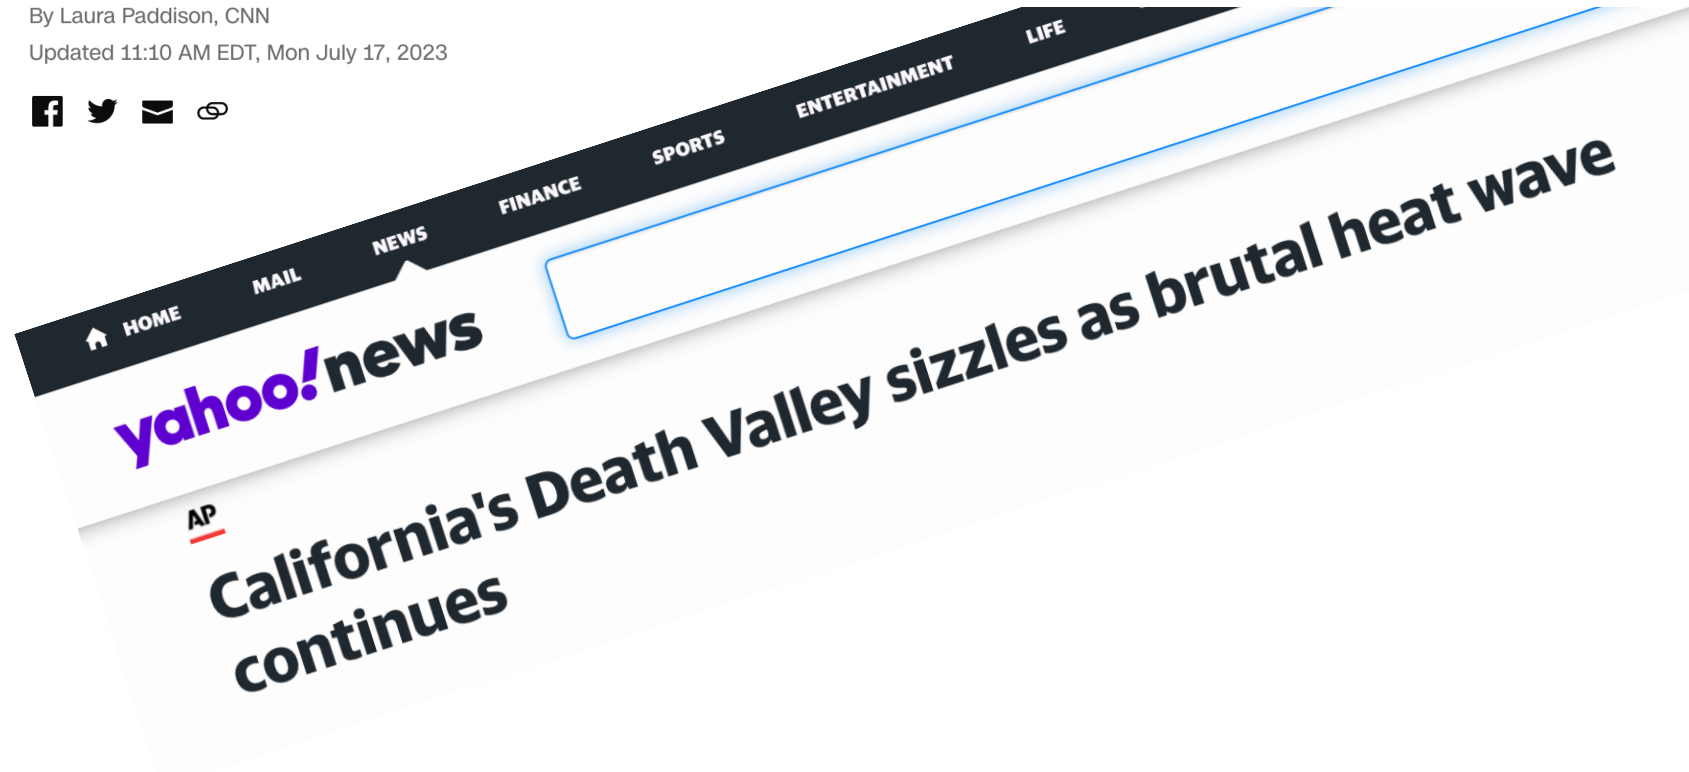 By Laura Paddison, CNN
Updated 11:10 AM EDT, Mon July 17, 2023
HOME MAIL NEWS FINANCE SPORTS ENTERTAINMENT LIFE
yahoo!news
AP
California's Death Valley sizzles as brutal heat wave
continues